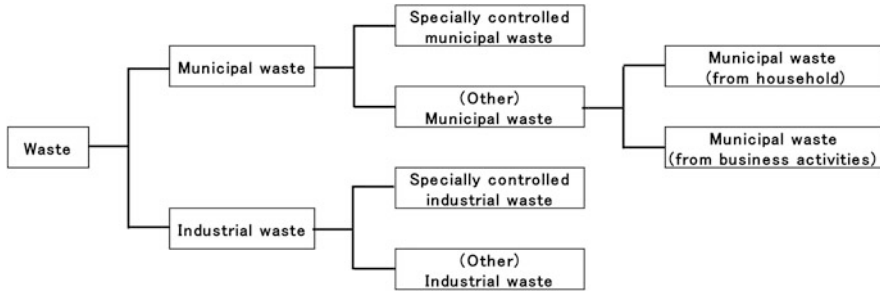 Waste
Municipal waste
Industrial waste
Specially controlled
municipal waste
(Other)
Municipal waste
Specially controlled
industrial waste
(Other)
Industrial waste
Municipal waste
(from household)
Municipal waste
(from business activities)